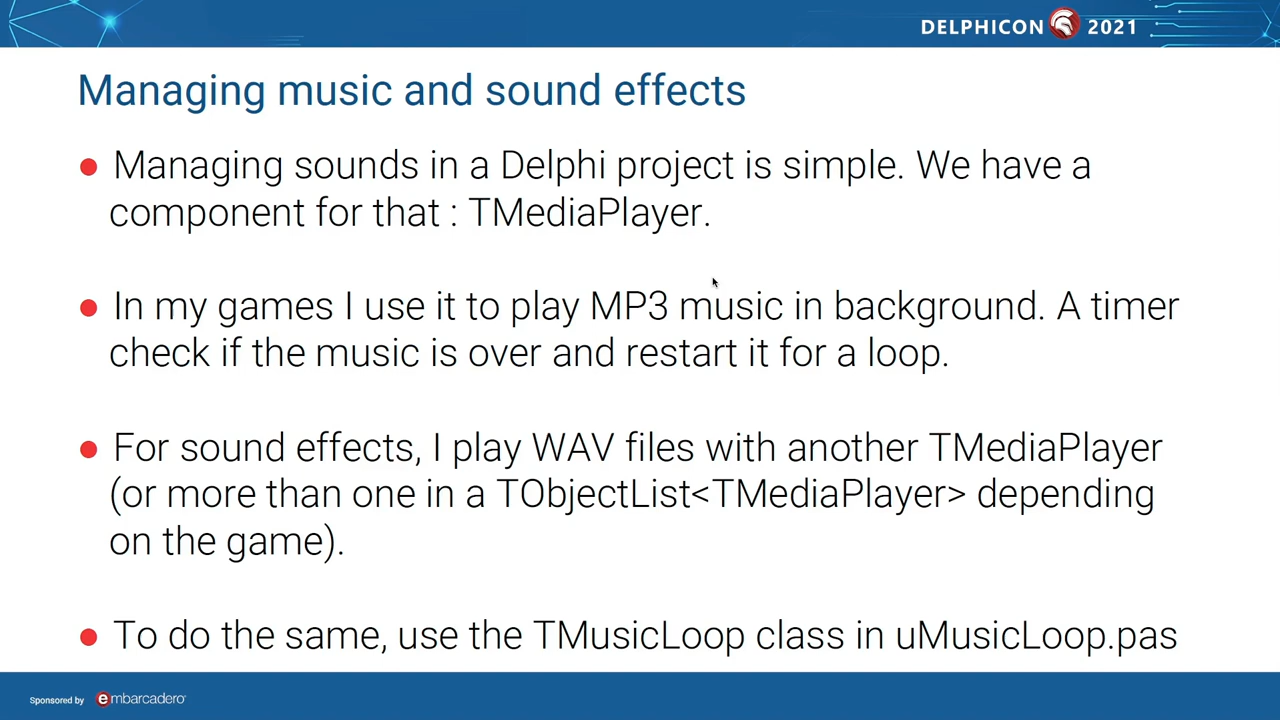 DELPHICON 2021
Managing music and sound effects
Managing sounds in a Delphi project is simple. We have a
component for that : TMediaPlayer.
In my games I use it to play MP3 music in background. A timer
check if the music is over and restart it for a loop.
For sound effects, I play WAV files with another TMediaPlayer
(or more than one in a TObjectList<TMediaPlayer> depending
on the game).
To do the same, use the TMusicLoop class in uMusicLoop.pas
Sponsored by embarcadero